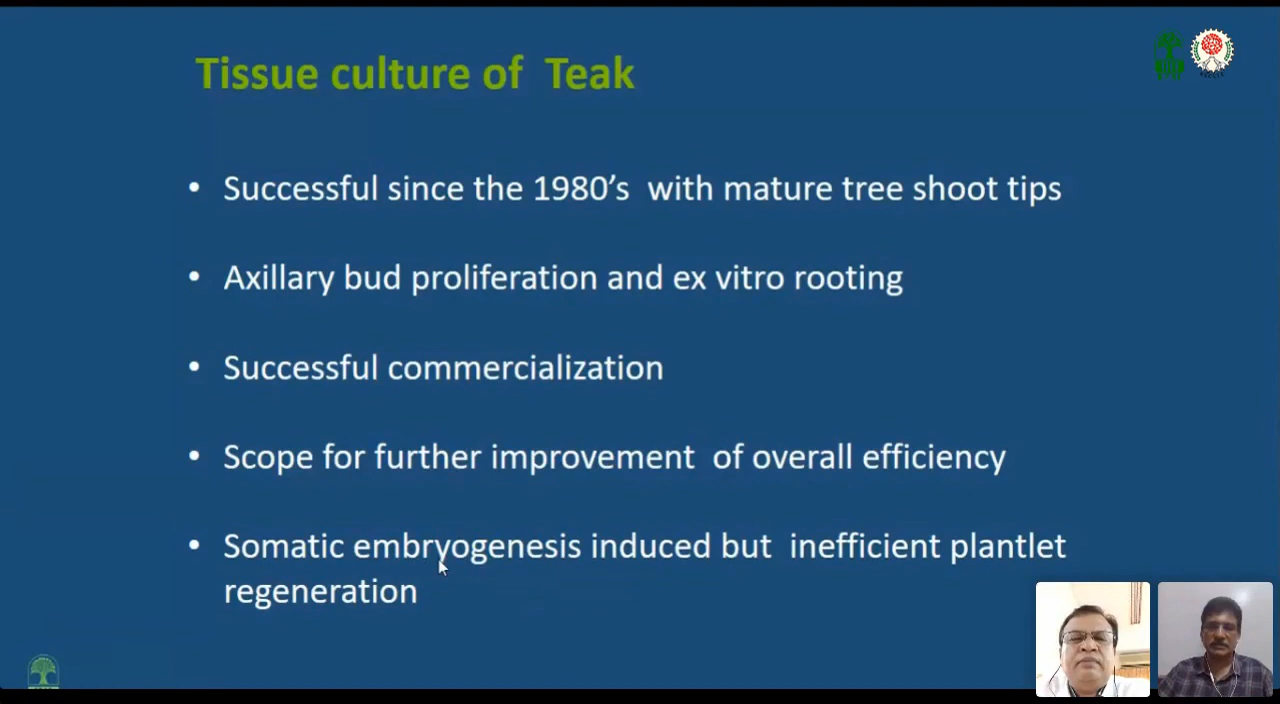 Tissue culture of Teak
• Successful since the 1980's with mature tree shoot tips
• Axillary bud proliferation and ex vitro rooting
• Successful commercialization
• Scope for further improvement of overall efficiency
• Somatic embryogenesis induced but inefficient plantlet
regeneration